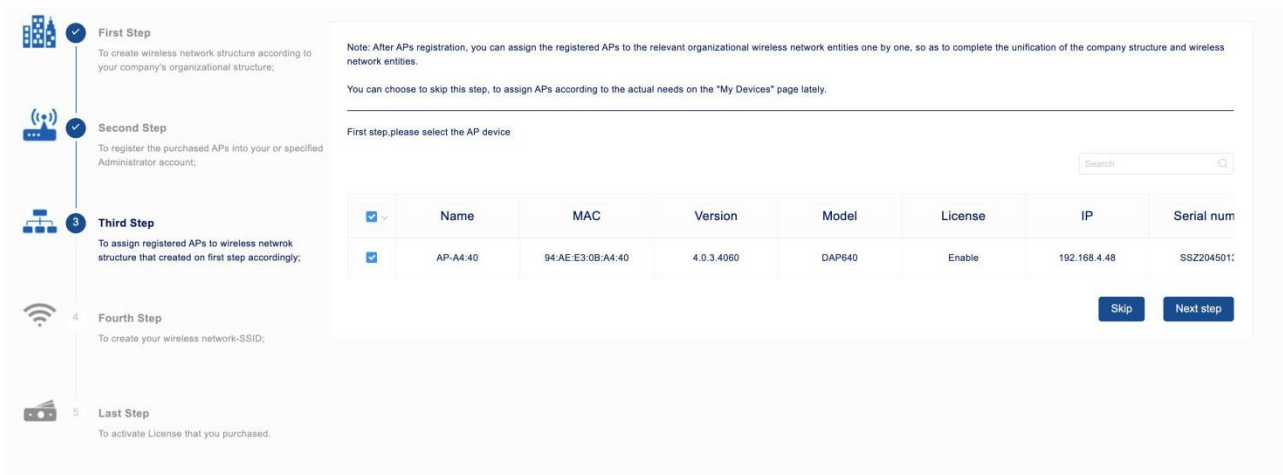 First Step
To create wireless network structure according to
your company's organizational structure;
Second Step
To register the purchased APs into your or specified
Administrator account;
3
Third Step
To assign registered APs to wireless netwrok
structure that created on first step accordingly;
4
Fourth Step
To create your wireless network-SSID;
5
Last Step
To activate License that you purchased.
Note: After APs registration, you can assign the registered APs to the relevant organizational wireless network entities one by one, so as to complete the unification of the company structure and wireless
network entities.
You can choose to skip this step, to assign APs according to the actual needs on the "My Devices" page lately.
First step,please select the AP device
Search
Name MAC Version Model License IP Serial num
AP-A4:40 94:AE:E3:0B:A4:40 4.0.3.4060 DAP640 Enable 192.168.4.48 SSZ2045013
Skip Next step